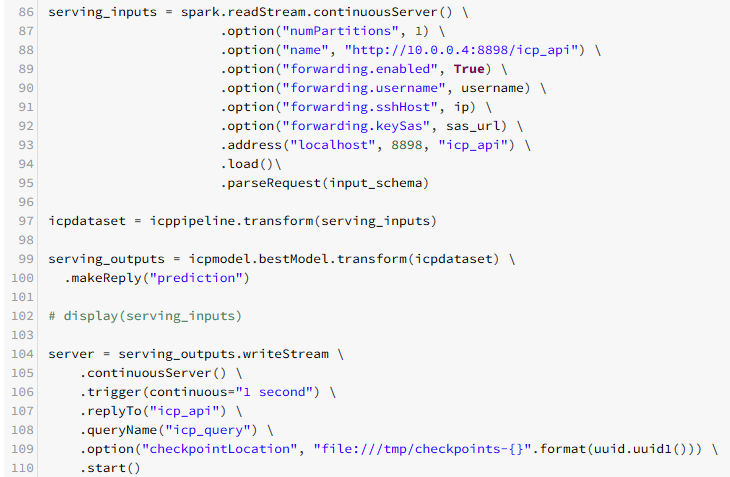 86 serving_inputs = spark.readStream.continuousServer() \
87 .option("numPartitions", 1) \
88 .option("name", "http://10.0.0.4:8898/icp_api") \
89 .option("forwarding.enabled", True) \
90 .option("forwarding.username", username) \
91 .option("forwarding.sshHost", ip) \
92 .option("forwarding.keySas", sas_url) \
93 .address("localhost", 8898, "icp_api") \
94 .load()\
95 .parseRequest(input_schema)
96
97 icpdataset = icppipeline.transform(serving_inputs)
98
99 serving_outputs = icpmodel.bestModel.transform(icpdataset) \
100 .makeReply("prediction")
101
102 # display(serving_inputs)
103
104 server = serving_outputs.writeStream \
105 .continuousServer() \
106 .trigger(continuous="1 second") \
107 .replyTo("icp_api") \
108 .queryName("icp_query") \
109 .option("checkpointLocation", "file:///tmp/checkpoints-{}".format(uuid.uuid1())) \
110 .start()